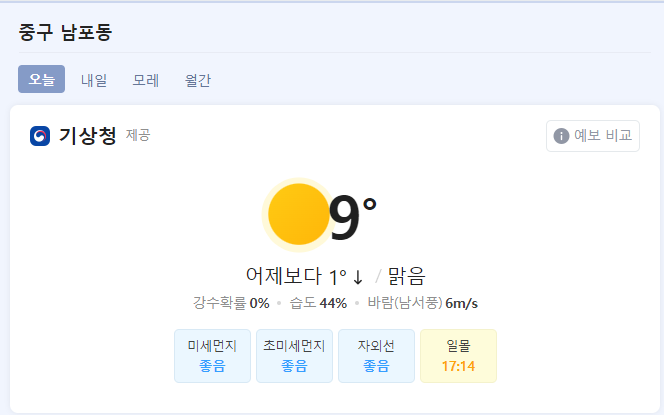 중구 남포동
오늘 내일 모레 월간
기상청 제공 예보 비교
9°
어제보다 1° ↓ / 맑음
강수확률 0% • 습도 44% • 바람(남서풍) 6m/s
미세먼지 초미세먼지 자외선 일몰
좋음 좋음 좋음 17:14